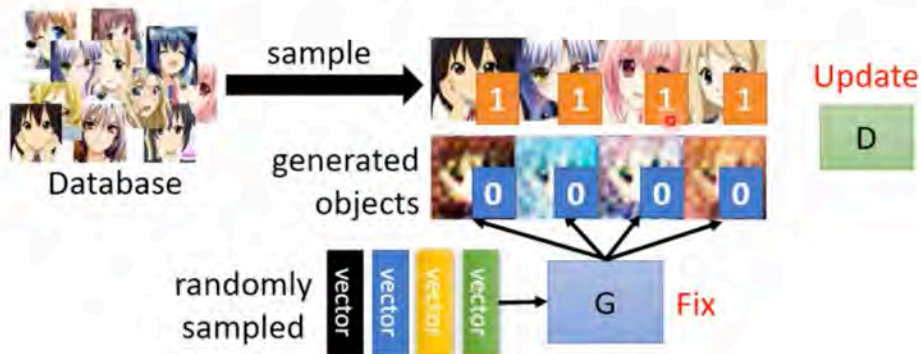 sample
1 1 1 1
Update
D
Database
generated
objects
0 0 0 0
randomly
sampled
vector vector vector vector
G
Fix